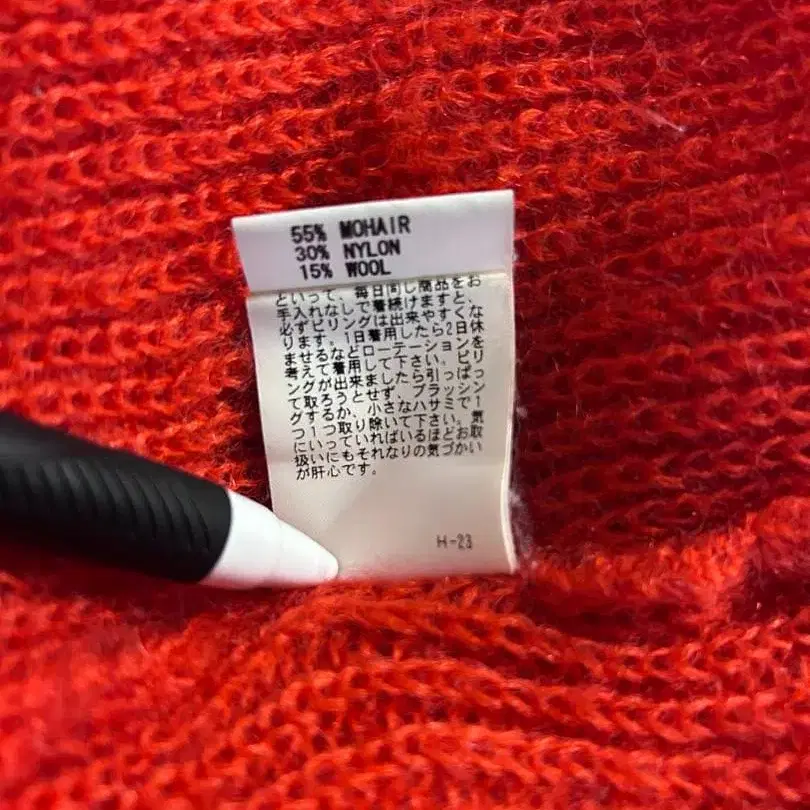 55% MOHAIR
30% NYLON
15% WOOL
といって、毎日同じ商品をお
手入れなしで着続けますと、
必ずピリングは出来やすくな
ります。1日着用したら2日休
ませるなどローテーションを
考えて着用して下さい。ピリ
ングが出来ましたら引っぱっ
て取ろうとせず、ブラッシン
グするか、小さなハサミで1
つ1つ取り除いて下さい。気
にいっていればいるほどお取
扱いにもそれなりの気づかい
が肝心です。
H-23